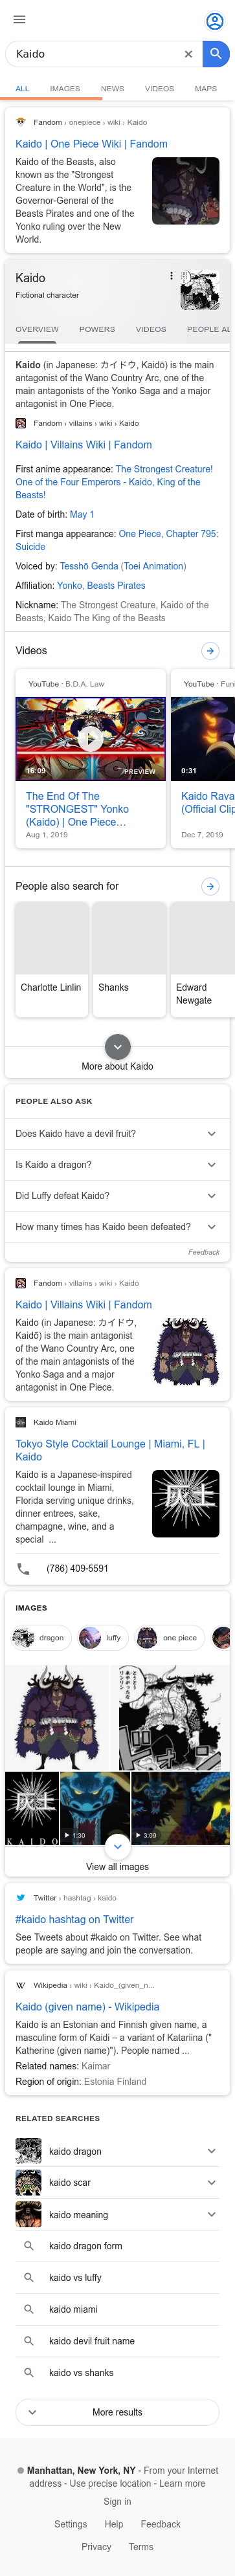 Kaido
ALL IMAGES NEWS VIDEOS MAPS
Fandom › onepiece › wiki › Kaido
Kaido | One Piece Wiki | Fandom
Kaido of the Beasts, also
known as the "Strongest
Creature in the World", is the
Governor-General of the
Beasts Pirates and one of the
Yonko ruling over the New
World.
Kaido
Fictional character
OVERVIEW POWERS VIDEOS PEOPLE AL
Kaido (in Japanese: カイドウ, Kaidō) is the main
antagonist of the Wano Country Arc, one of the
main antagonists of the Yonko Saga and a major
antagonist in One Piece.
Fandom › villains › wiki › Kaido
Kaido | Villains Wiki | Fandom
First anime appearance: The Strongest Creature!
One of the Four Emperors - Kaido, King of the
Beasts!
Date of birth: May 1
First manga appearance: One Piece, Chapter 795:
Suicide
Voiced by: Tesshō Genda (Toei Animation)
Affiliation: Yonko, Beasts Pirates
Nickname: The Strongest Creature, Kaido of the
Beasts, Kaido The King of the Beasts
Videos
YouTube · B.D.A. Law
16:09
PREVIEW
The End Of The
"STRONGEST" Yonko
(Kaido) | One Piece…
Aug 1, 2019
YouTube · Fun
0:31
Kaido Rava
(Official Clip
Dec 7, 2019
People also search for
Charlotte Linlin
Shanks
Edward
Newgate
More about Kaido
PEOPLE ALSO ASK
Does Kaido have a devil fruit?
Is Kaido a dragon?
Did Luffy defeat Kaido?
How many times has Kaido been defeated?
Feedback
Fandom › villains › wiki › Kaido
Kaido | Villains Wiki | Fandom
Kaido (in Japanese: カイドウ,
Kaidō) is the main antagonist
of the Wano Country Arc, one
of the main antagonists of the
Yonko Saga and a major
antagonist in One Piece.
Kaido Miami
Tokyo Style Cocktail Lounge | Miami, FL |
Kaido
Kaido is a Japanese-inspired
cocktail lounge in Miami,
Florida serving unique drinks,
dinner entrees, sake,
champagne, wine, and a
special ...
(786) 409-5591
IMAGES
dragon luffy one piece
KAIDO
1:30
3:09
View all images
Twitter › hashtag › kaido
#kaido hashtag on Twitter
See Tweets about #kaido on Twitter. See what
people are saying and join the conversation.
Wikipedia › wiki › Kaido_(given_n...
Kaido (given name) - Wikipedia
Kaido is an Estonian and Finnish given name, a
masculine form of Kaidi – a variant of Katariina ("
Katherine (given name)"). People named ...
Related names: Kaimar
Region of origin: Estonia Finland
RELATED SEARCHES
kaido dragon
kaido scar
kaido meaning
kaido dragon form
kaido vs luffy
kaido miami
kaido devil fruit name
kaido vs shanks
More results
Manhattan, New York, NY - From your Internet
address - Use precise location - Learn more
Sign in
Settings Help Feedback
Privacy Terms